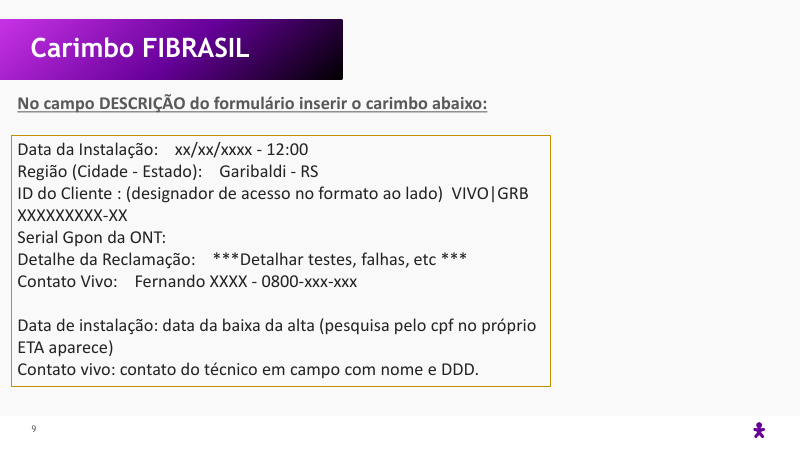 Carimbo FIBRASIL
No campo DESCRIÇÃO do formulário inserir o carimbo abaixo:
Data da Instalação:    xx/xx/xxxx - 12:00
Região (Cidade - Estado):    Garibaldi - RS
ID do Cliente : (designador de acesso no formato ao lado)  VIVO|GRB
XXXXXXXXX-XX
Serial Gpon da ONT:
Detalhe da Reclamação:    ***Detalhar testes, falhas, etc ***
Contato Vivo:    Fernando XXXX - 0800-xxx-xxx
Data de instalação: data da baixa da alta (pesquisa pelo cpf no próprio
ETA aparece)
Contato vivo: contato do técnico em campo com nome e DDD.
9